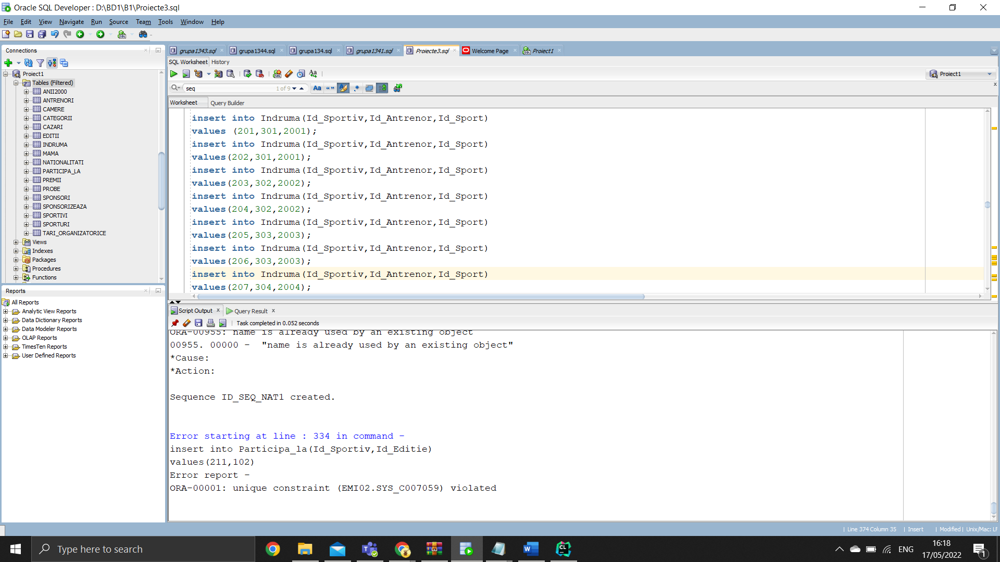 Oracle SQL Developer : D:\BD1\B1\Proiecte3.sql
File Edit View Navigate Run Source Team Tools Window Help
Connections
Proiect1
Tables (Filtered)
ANII2000
ANTRENORI
CAMERE
CATEGORII
CAZARI
EDITII
INDRUMA
MAMA
NATIONALITATI
PARTICIPA_LA
PREMII
PROBE
SPONSORI
SPONSORIZEAZA
SPORTIVI
SPORTURI
TARI_ORGANIZATORICE
Views
Indexes
Packages
Procedures
Functions
Reports
All Reports
Analytic View Reports
Data Dictionary Reports
Data Modeler Reports
OLAP Reports
TimesTen Reports
User Defined Reports
grupa1343.sql grupa1344.sql grupa134.sql grupa1341.sql Proiecte3.sql Welcome Page Proiect1
SQL Worksheet History
Proiect1
seq 1 of 9
Worksheet Query Builder
insert into Indruma(Id_Sportiv,Id_Antrenor,Id_Sport)
values (201,301,2001);
insert into Indruma(Id_Sportiv,Id_Antrenor,Id_Sport)
values(202,301,2001);
insert into Indruma(Id_Sportiv,Id_Antrenor,Id_Sport)
values(203,302,2002);
insert into Indruma(Id_Sportiv,Id_Antrenor,Id_Sport)
values(204,302,2002);
insert into Indruma(Id_Sportiv,Id_Antrenor,Id_Sport)
values(205,303,2003);
insert into Indruma(Id_Sportiv,Id_Antrenor,Id_Sport)
values(206,303,2003);
insert into Indruma(Id_Sportiv,Id_Antrenor,Id_Sport)
values(207,304,2004);
Script Output x Query Result x
Task completed in 0.052 seconds
ORA-00955: name is already used by an existing object
00955. 00000 - "name is already used by an existing object"
*Cause:
*Action:
Sequence ID_SEQ_NAT1 created.
Error starting at line : 334 in command -
insert into Participa_la(Id_Sportiv,Id_Editie)
values(211,102)
Error report -
ORA-00001: unique constraint (EMI02.SYS_C007059) violated
Line 374 Column 35 Insert Modified Unix/Mac: LF
Type here to search
ENG
16:18
17/05/2022
1